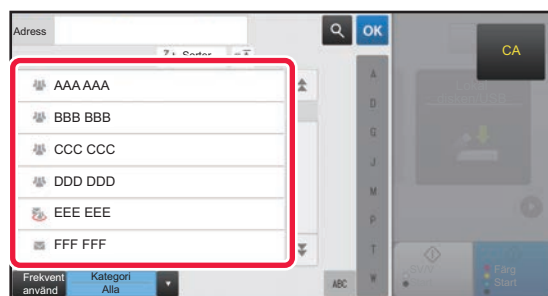 Adress
OK
CA
Sorter
A
AAA AAA
D
BBB BBB
G
CCC CCC
J
DDD DDD
M
EEE EEE
P
FFF FFF
T
Frekvent
använd
Kategori
Alla
ABC
W
Färg
Start